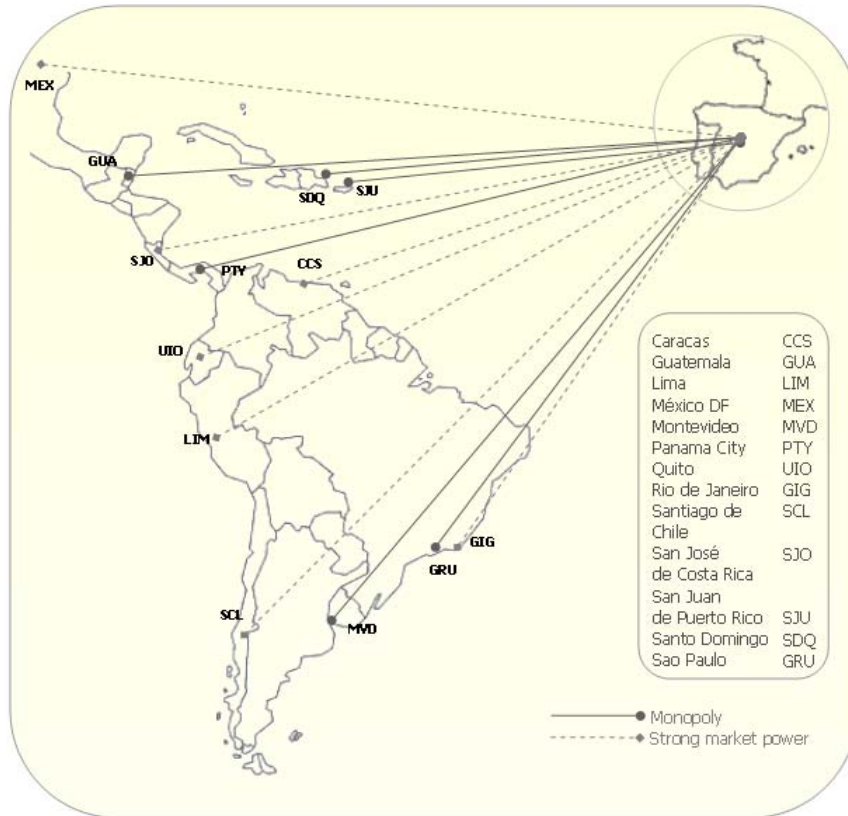 MEX
GUA
SDQ
SJU
SJO
PTY
CCS
UIO
LIM
GIG
GRU
SCL
MVD
Caracas CCS
Guatemala GUA
Lima LIM
México DF MEX
Montevideo MVD
Panama City PTY
Quito UIO
Rio de Janeiro GIG
Santiago de SCL
Chile
San José SJO
de Costa Rica
San Juan
de Puerto Rico SJU
Santo Domingo SDQ
Sao Paulo GRU
Monopoly
Strong market power